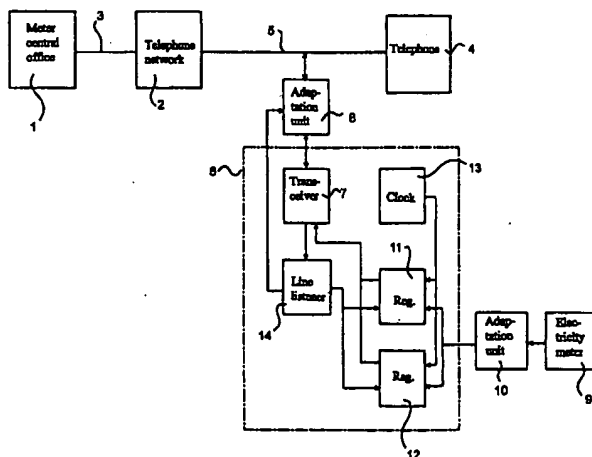 3
5
Meter
central
office
Telephone
network
Telephone
4
1
2
Adap-
tation
unit
6
8
13
Trans-
ceiver
7
Clock
11
Line
listener
Reg.
14
Adap-
tation
unit
Elec-
tricity
meter
10
9
Reg.
12